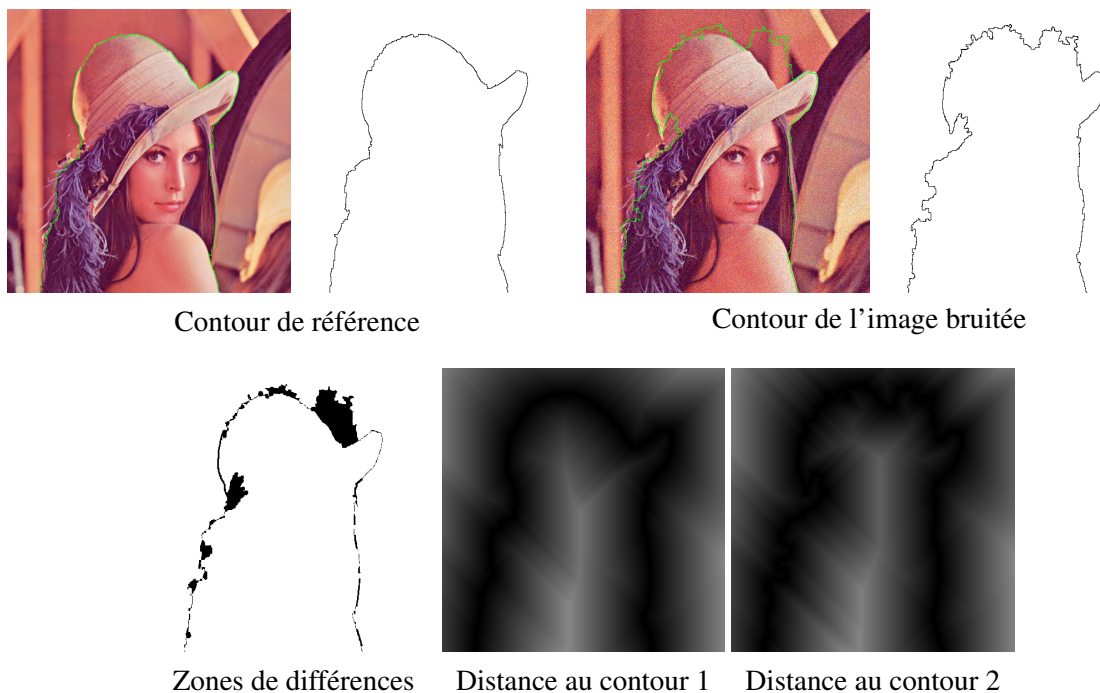 Contour de référence
Contour de l’image bruitée
Zones de différences
Distance au contour 1
Distance au contour 2